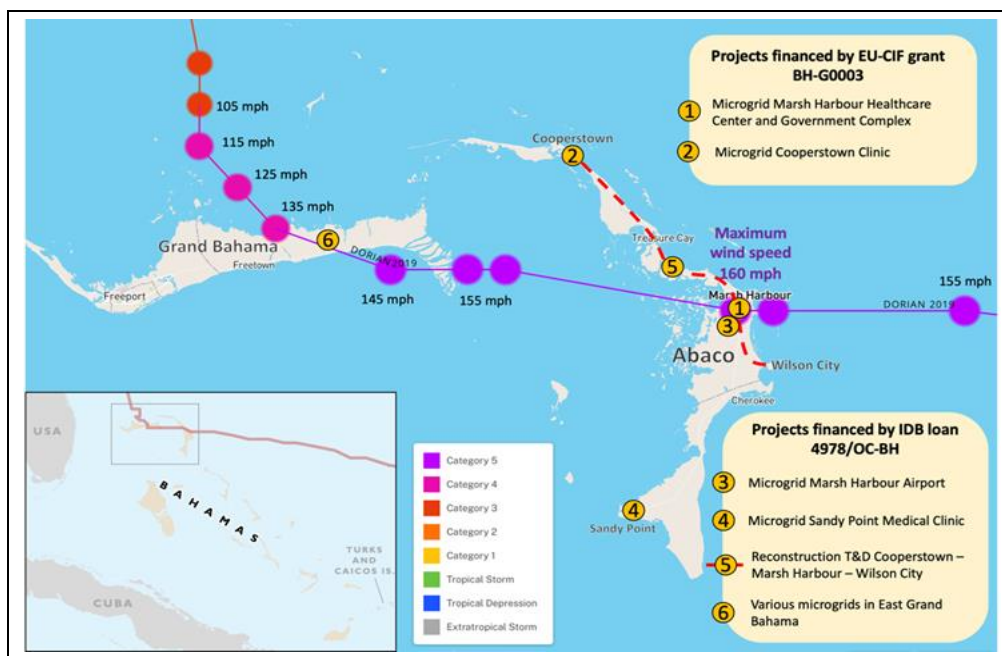 Projects financed by EU-CIF grant
BH-G0003
1
Microgrid Marsh Harbour Healthcare
Center and Government Complex
2
Microgrid Cooperstown Clinic
105 mph
115 mph
125 mph
135 mph
Cooperstown
2
6
Grand Bahama
DORIAN 2019
Freetown
Freeport
145 mph
155 mph
Treasure Cay
5
Maximum
wind speed
160 mph
155 mph
Marsh Harbour
DORIAN 2019
1
3
Abaco
Wilson City
Cherokee
4
Sandy Point
USA
BAHAMAS
TURKS
AND
CAICOS IS.
CUBA
Category 5
Category 4
Category 3
Category 2
Category 1
Tropical Storm
Tropical Depression
Extratropical Storm
Projects financed by IDB loan
4978/OC-BH
3
Microgrid Marsh Harbour Airport
4
Microgrid Sandy Point Medical Clinic
5
Reconstruction T&D Cooperstown –
Marsh Harbour – Wilson City
6
Various microgrids in East Grand
Bahama